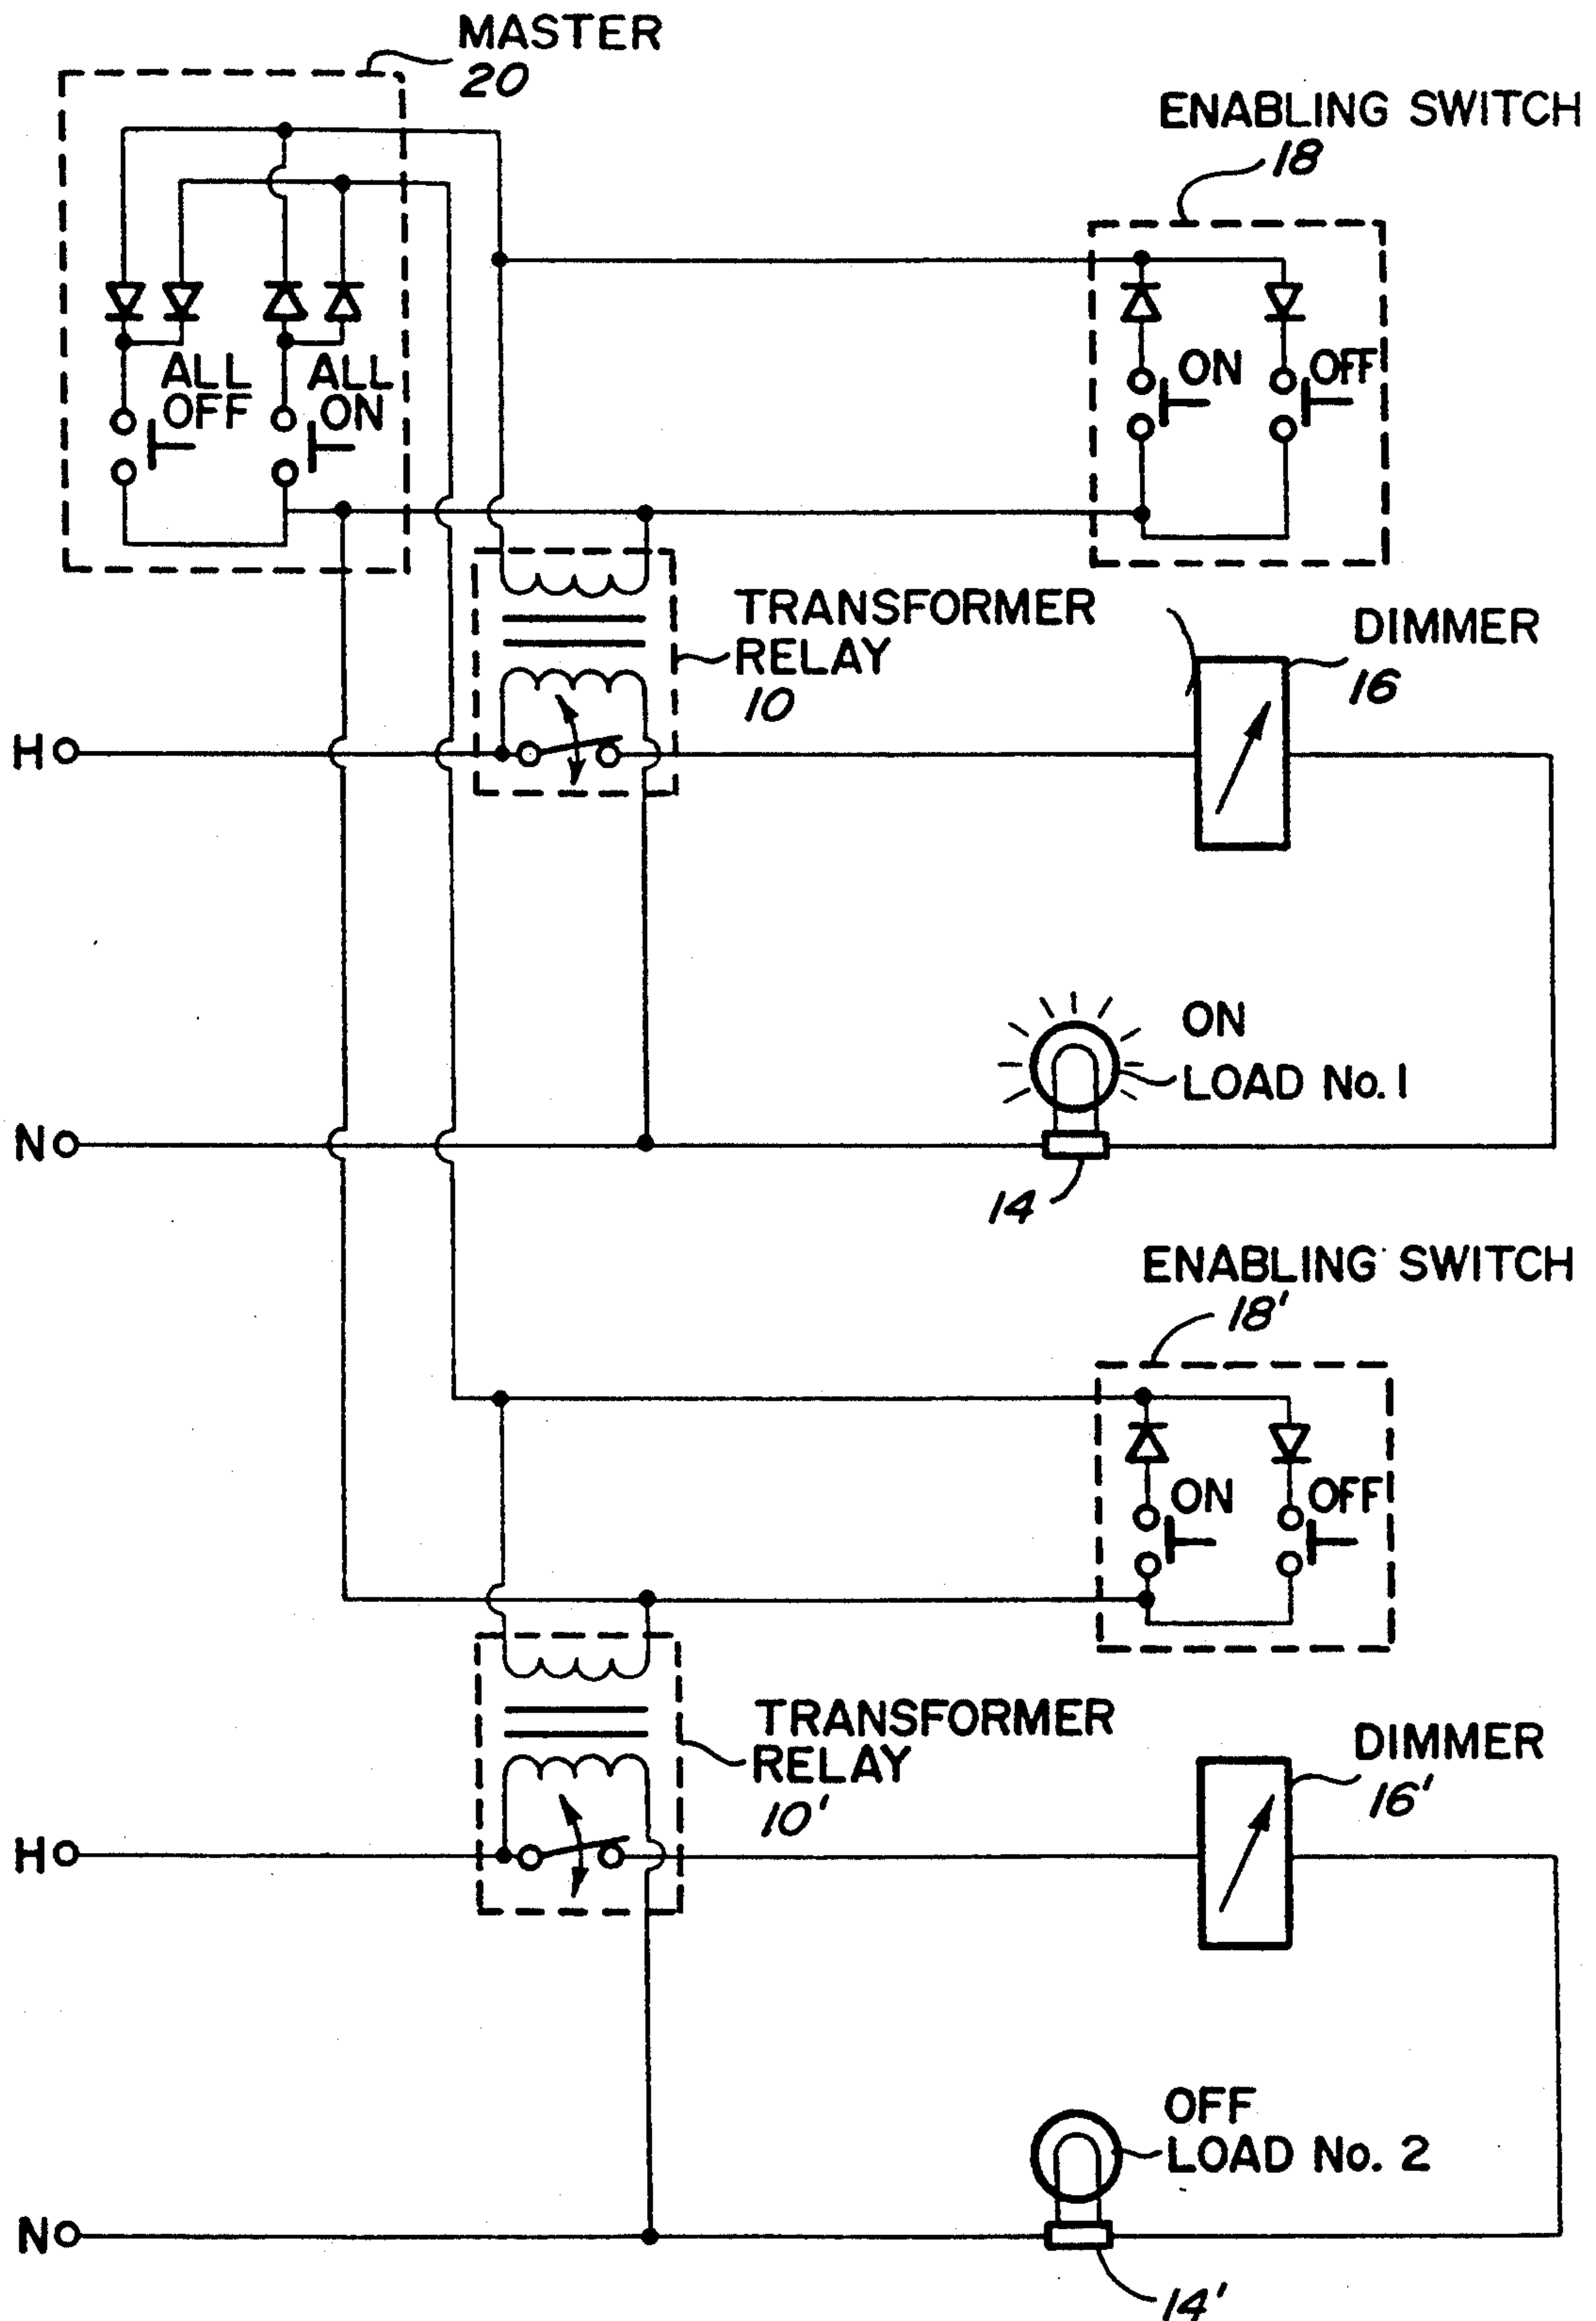 MASTER
20
ENABLING SWITCH
18
ALL
OFF
ALL
ON
ON
OFF
TRANSFORMER
RELAY
10
DIMMER
16
H
ON
LOAD No. 1
N
14
ENABLING SWITCH
18'
ON
OFF
TRANSFORMER
RELAY
10'
DIMMER
16'
H
OFF
LOAD No. 2
N
14'